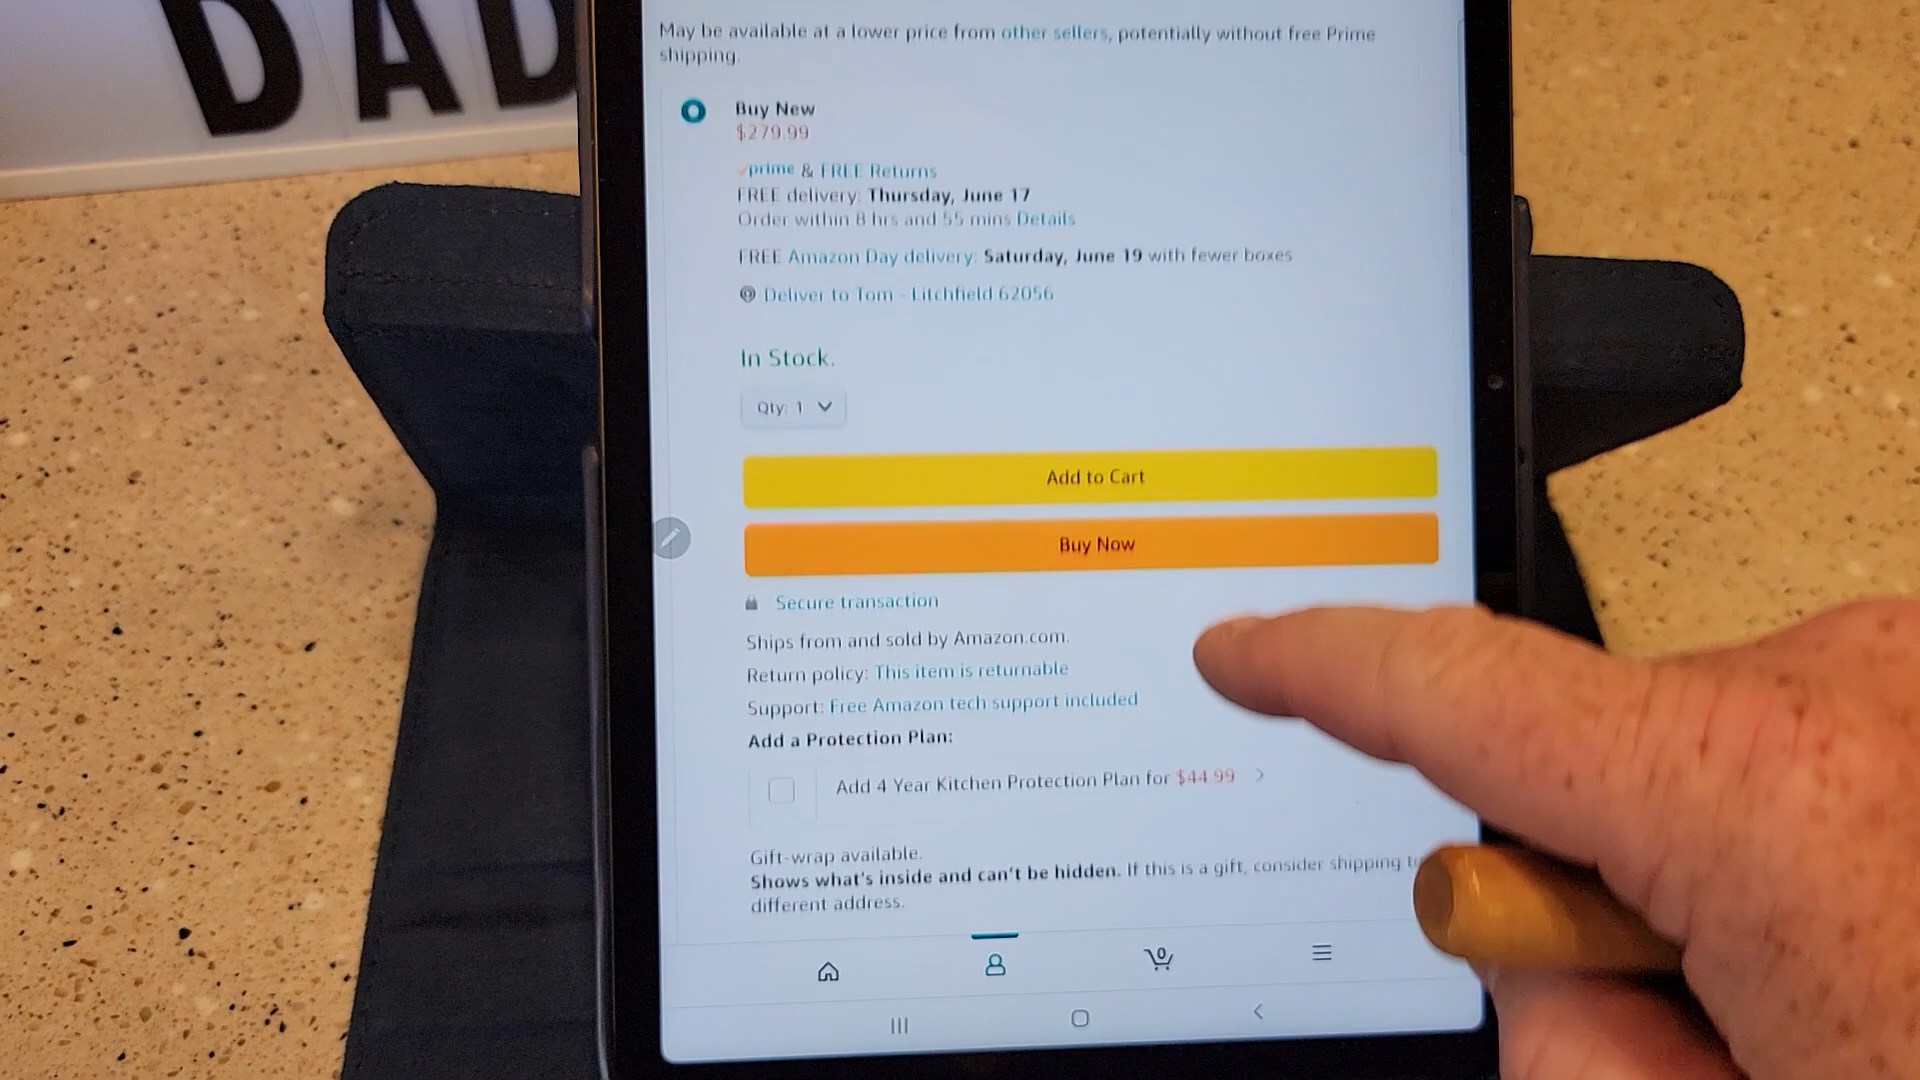 DAD
May be available at a lower price from other sellers, potentially without free Prime
shipping.
Buy New
$279.99
prime & FREE Returns
FREE delivery: Thursday, June 17
Order within 8 hrs and 55 mins Details
FREE Amazon Day delivery: Saturday, June 19 with fewer boxes
Deliver to Tom - Litchfield 62056
In Stock.
Qty: 1
Add to Cart
Buy Now
Secure transaction
Ships from and sold by Amazon.com.
Return policy: This item is returnable
Support: Free Amazon tech support included
Add a Protection Plan:
Add 4 Year Kitchen Protection Plan for $44.99
Gift-wrap available.
Shows what's inside and can't be hidden. If this is a gift, consider shipping
different address.
0